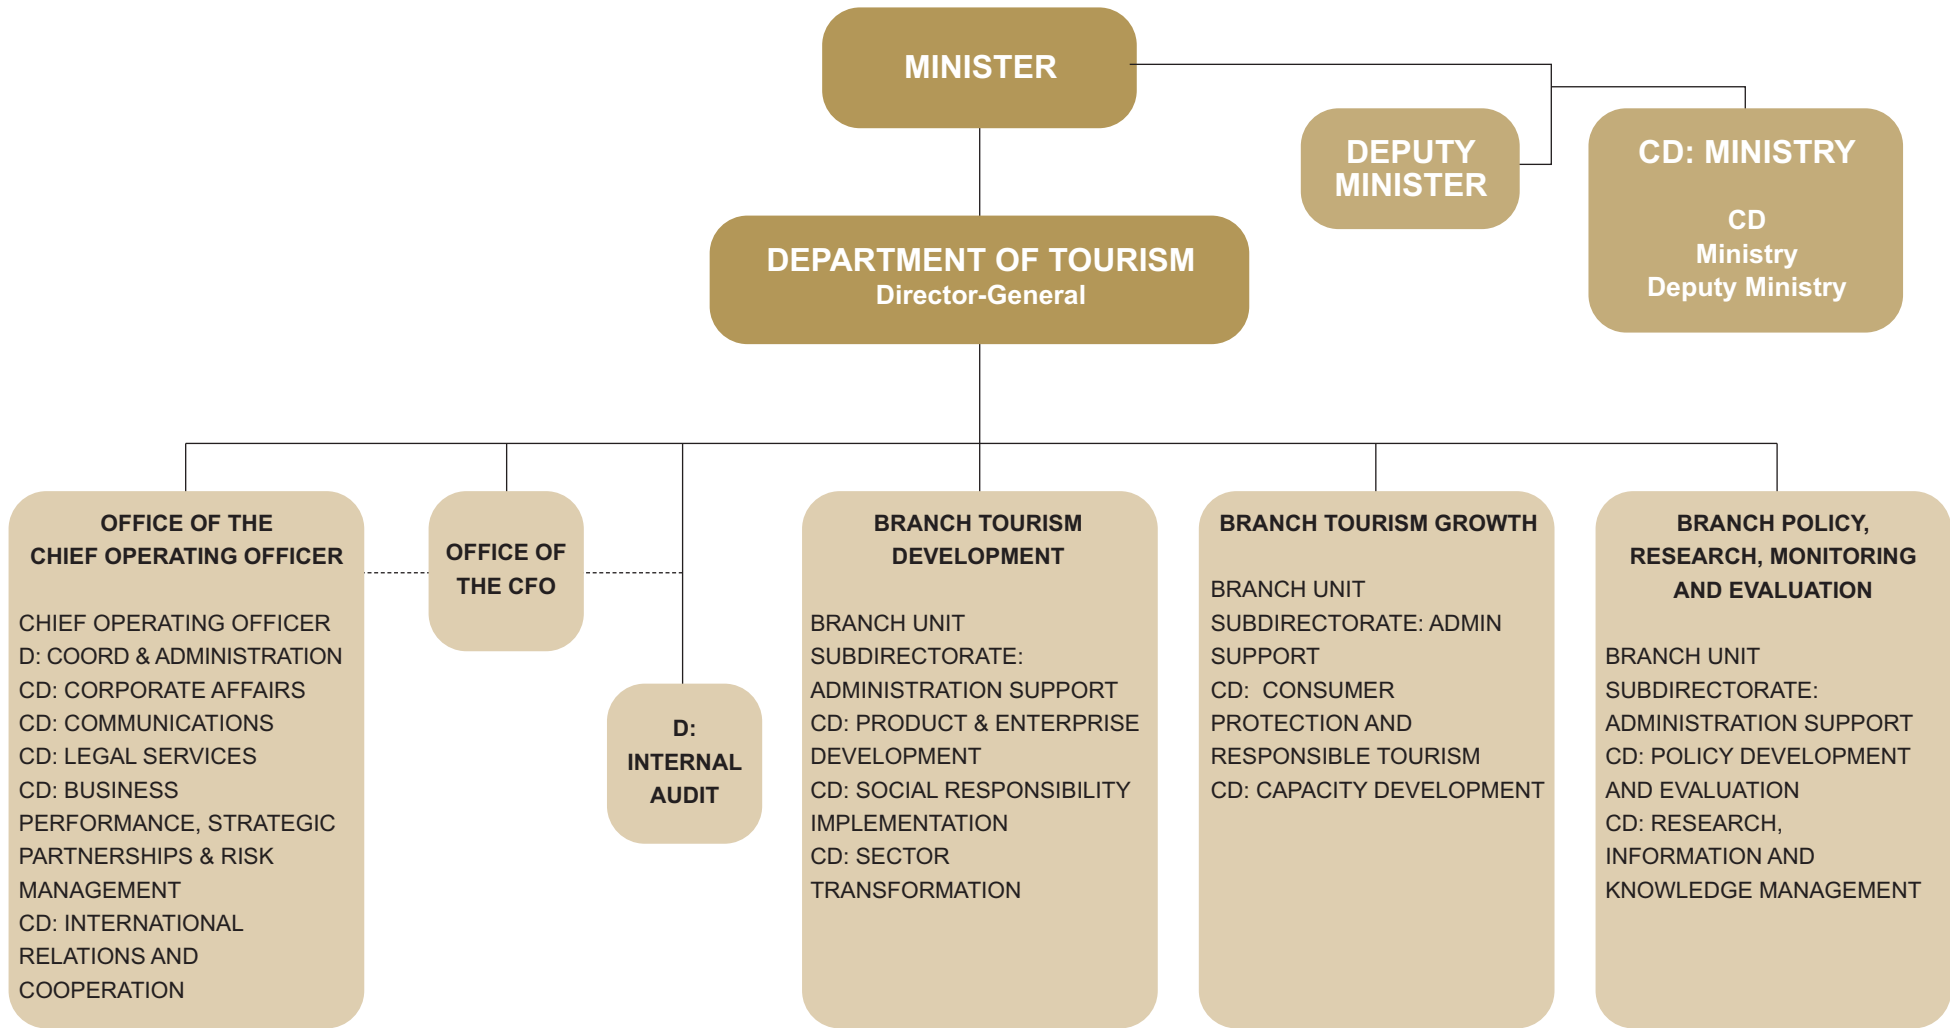 MINISTER
DEPUTY
MINISTER
CD: MINISTRY
CD
Ministry
Deputy Ministry
DEPARTMENT OF TOURISM
Director-General
OFFICE OF THE
CHIEF OPERATING OFFICER
CHIEF OPERATING OFFICER
D: COORD & ADMINISTRATION
CD: CORPORATE AFFAIRS
CD: COMMUNICATIONS
CD: LEGAL SERVICES
CD: BUSINESS
PERFORMANCE, STRATEGIC
PARTNERSHIPS & RISK
MANAGEMENT
CD: INTERNATIONAL
RELATIONS AND
COOPERATION
OFFICE OF
THE CFO
D:
INTERNAL
AUDIT
BRANCH TOURISM
DEVELOPMENT
BRANCH UNIT
SUBDIRECTORATE:
ADMINISTRATION SUPPORT
CD: PRODUCT & ENTERPRISE
DEVELOPMENT
CD: SOCIAL RESPONSIBILITY
IMPLEMENTATION
CD: SECTOR
TRANSFORMATION
BRANCH TOURISM GROWTH
BRANCH UNIT
SUBDIRECTORATE: ADMIN
SUPPORT
CD: CONSUMER
PROTECTION AND
RESPONSIBLE TOURISM
CD: CAPACITY DEVELOPMENT
BRANCH POLICY,
RESEARCH, MONITORING
AND EVALUATION
BRANCH UNIT
SUBDIRECTORATE:
ADMINISTRATION SUPPORT
CD: POLICY DEVELOPMENT
AND EVALUATION
CD: RESEARCH,
INFORMATION AND
KNOWLEDGE MANAGEMENT